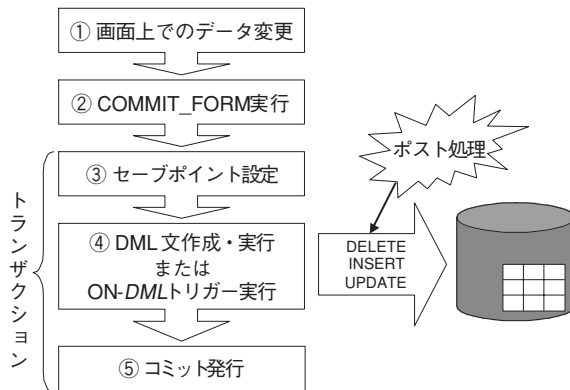 ① 画面上でのデータ変更
② COMMIT_FORM実行
③ セーブポイント設定
④ DML 文作成・実行
または
ON-DMLトリガー実行
⑤ コミット発行
トランザクション
ポスト処理
DELETE
INSERT
UPDATE